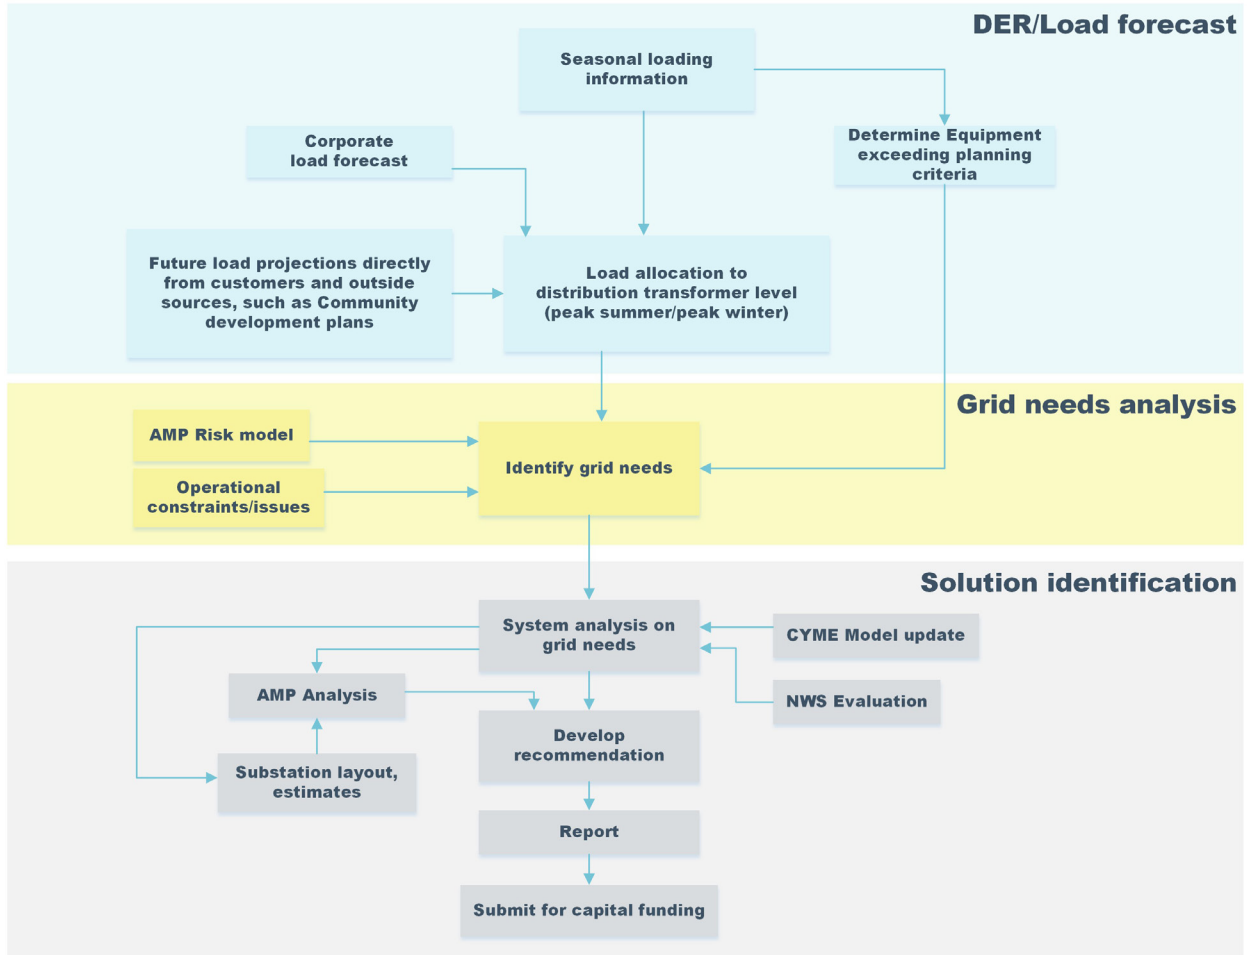 DER/Load forecast
Seasonal loading
information
Corporate
load forecast
Determine Equipment
exceeding planning
criteria
Future load projections directly
from customers and outside
sources, such as Community
development plans
Load allocation to
distribution transformer level
(peak summer/peak winter)
Grid needs analysis
AMP Risk model
Identify grid needs
Operational
constraints/issues
Solution identification
System analysis on
grid needs
CYME Model update
AMP Analysis
NWS Evaluation
Develop
recommendation
Substation layout,
estimates
Report
Submit for capital funding